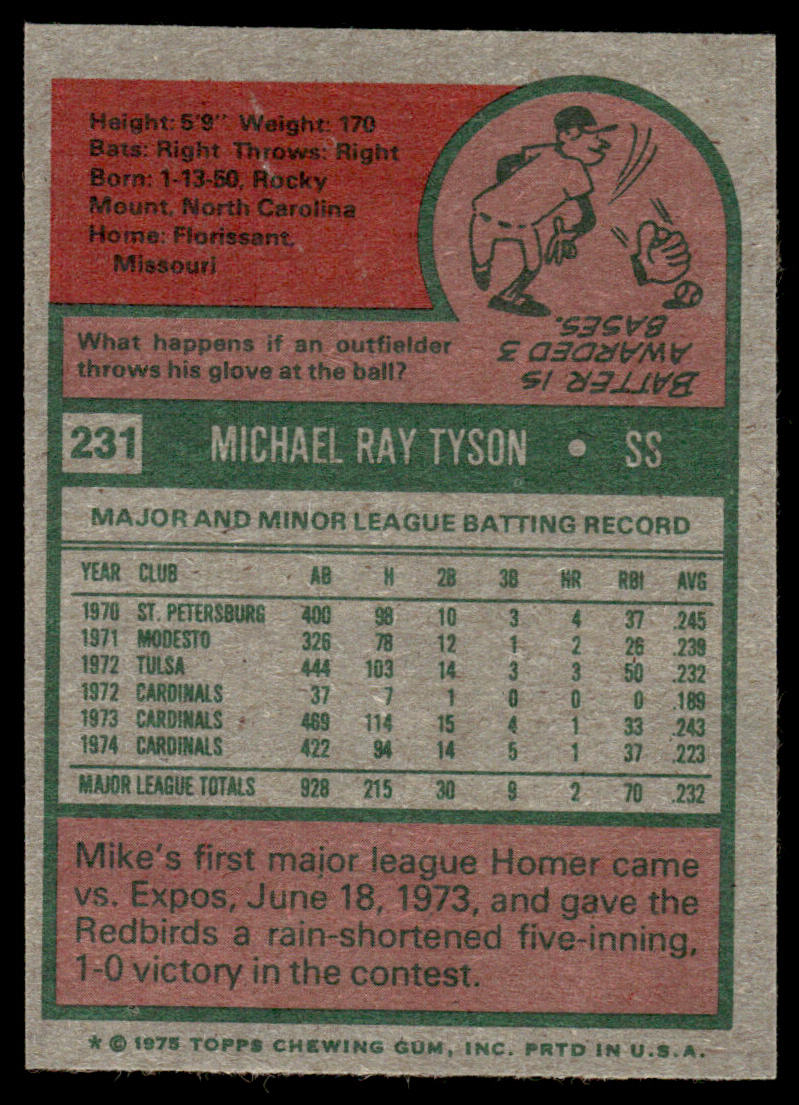 Height: 5'9" Weight: 170
Bats: Right Throws: Right
Born: 1-13-50, Rocky
Mount, North Carolina
Home: Florissant,
Missouri
What happens if an outfielder
throws his glove at the ball?
BATTER IS
AWARDED 3
BASES.
231 MICHAEL RAY TYSON • SS
MAJOR AND MINOR LEAGUE BATTING RECORD
YEAR CLUB AB H 2B 3B HR RBI AVG
1970 ST. PETERSBURG 400 98 10 3 4 37 .245
1971 MODESTO 326 78 12 1 2 26 .239
1972 TULSA 444 103 14 3 3 50 .232
1972 CARDINALS 37 7 1 0 0 0 .189
1973 CARDINALS 469 114 15 4 1 33 .243
1974 CARDINALS 422 94 14 5 1 37 .223
MAJOR LEAGUE TOTALS 928 215 30 9 2 70 .232
Mike's first major league Homer came
vs. Expos, June 18, 1973, and gave the
Redbirds a rain-shortened five-inning,
1-0 victory in the contest.
* © 1975 TOPPS CHEWING GUM, INC. PRTD IN U.S.A.